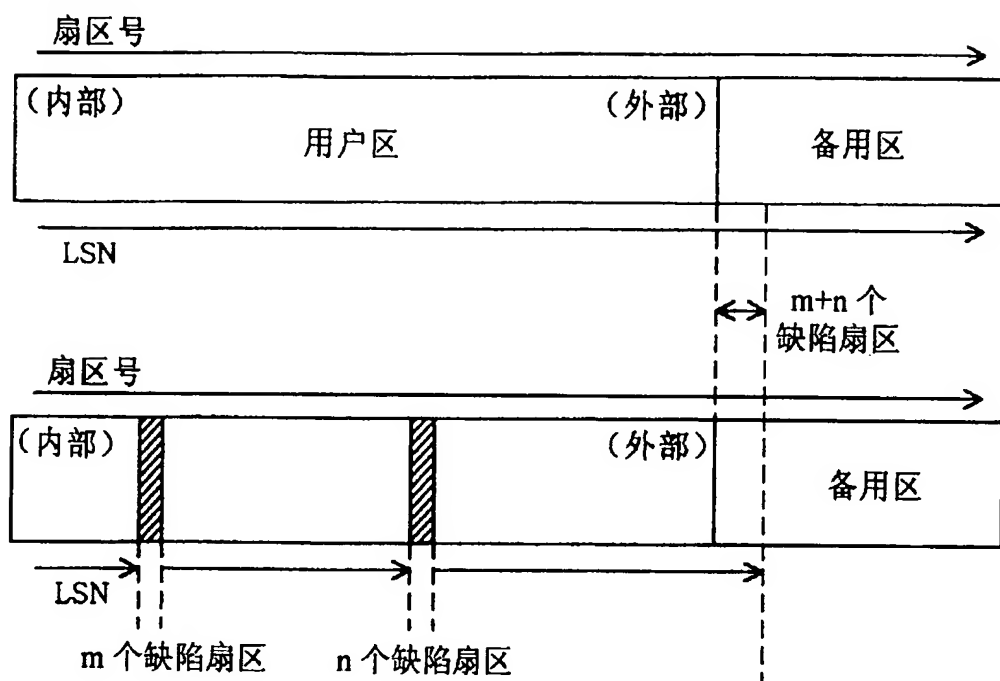 扇区号
（内部）
（外部）
用户区
备用区
LSN
m+n 个
缺陷扇区
扇区号
（内部）
（外部）
备用区
LSN
m 个缺陷扇区
n 个缺陷扇区